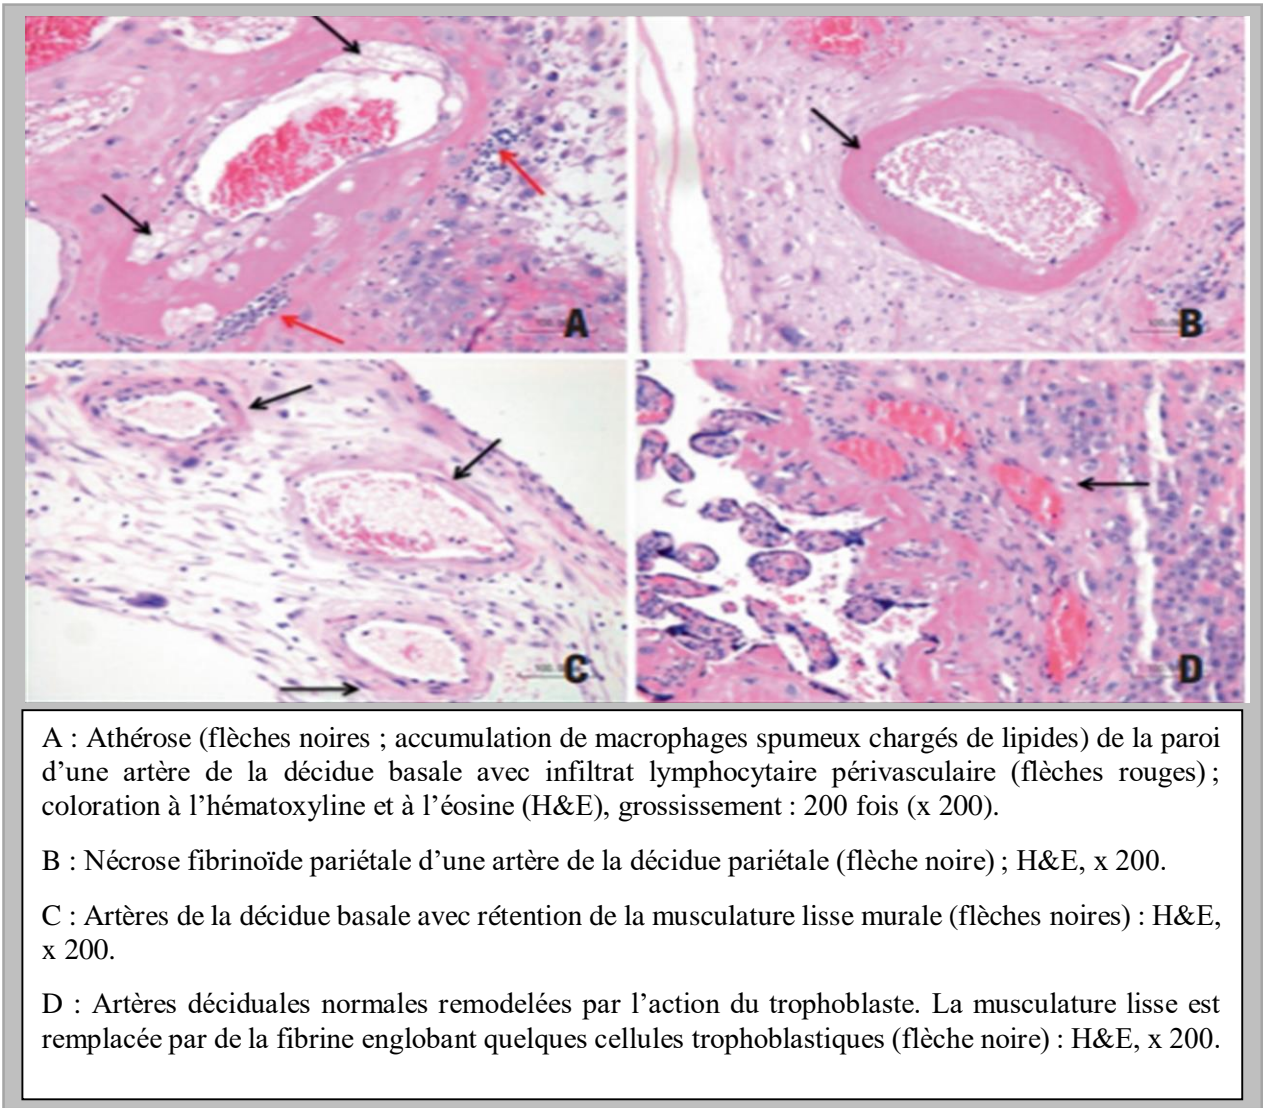 A
B
C
D
A : Athérose (flèches noires ; accumulation de macrophages spumeux chargés de lipides) de la paroi
d’une artère de la décidue basale avec infiltrat lymphocytaire périvasculaire (flèches rouges) ;
coloration à l’hématoxyline et à l’éosine (H&E), grossissement : 200 fois (x 200).
B : Nécrose fibrinoïde pariétale d’une artère de la décidue pariétale (flèche noire) ; H&E, x 200.
C : Artères de la décidue basale avec rétention de la musculature lisse murale (flèches noires) : H&E,
x 200.
D : Artères déciduales normales remodelées par l’action du trophoblaste. La musculature lisse est
remplacée par de la fibrine englobant quelques cellules trophoblastiques (flèche noire) : H&E, x 200.